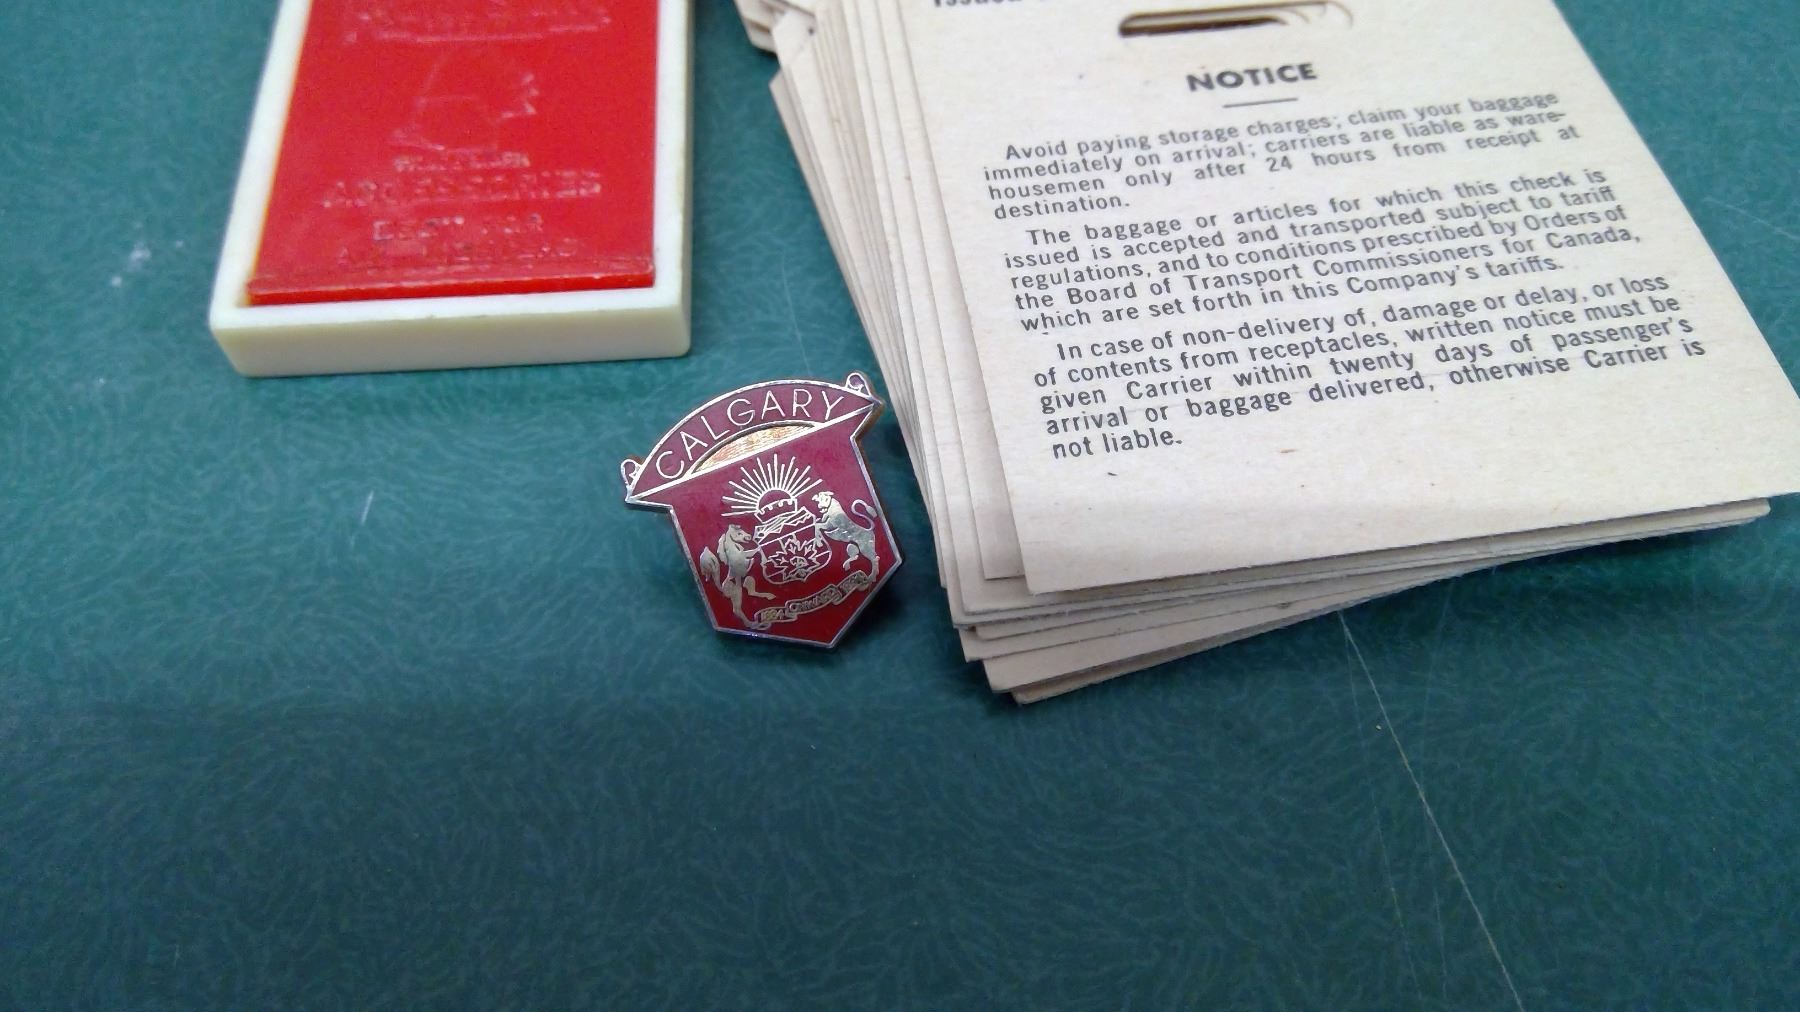 ACCESSORIES
CALGARY
1884 ONWARD 1894
NOTICE
Avoid paying storage charges; claim your baggage
immediately on arrival; carriers are liable as ware-
housemen only after 24 hours from receipt at
destination.
The baggage or articles for which this check is
issued is accepted and transported subject to tariff
regulations, and to conditions prescribed by Orders of
the Board of Transport Commissioners for Canada,
which are set forth in this Company's tariffs.
In case of non-delivery of, damage or delay, or loss
of contents from receptacles, written notice must be
given Carrier within twenty days of passenger's
arrival or baggage delivered, otherwise Carrier is
not liable.